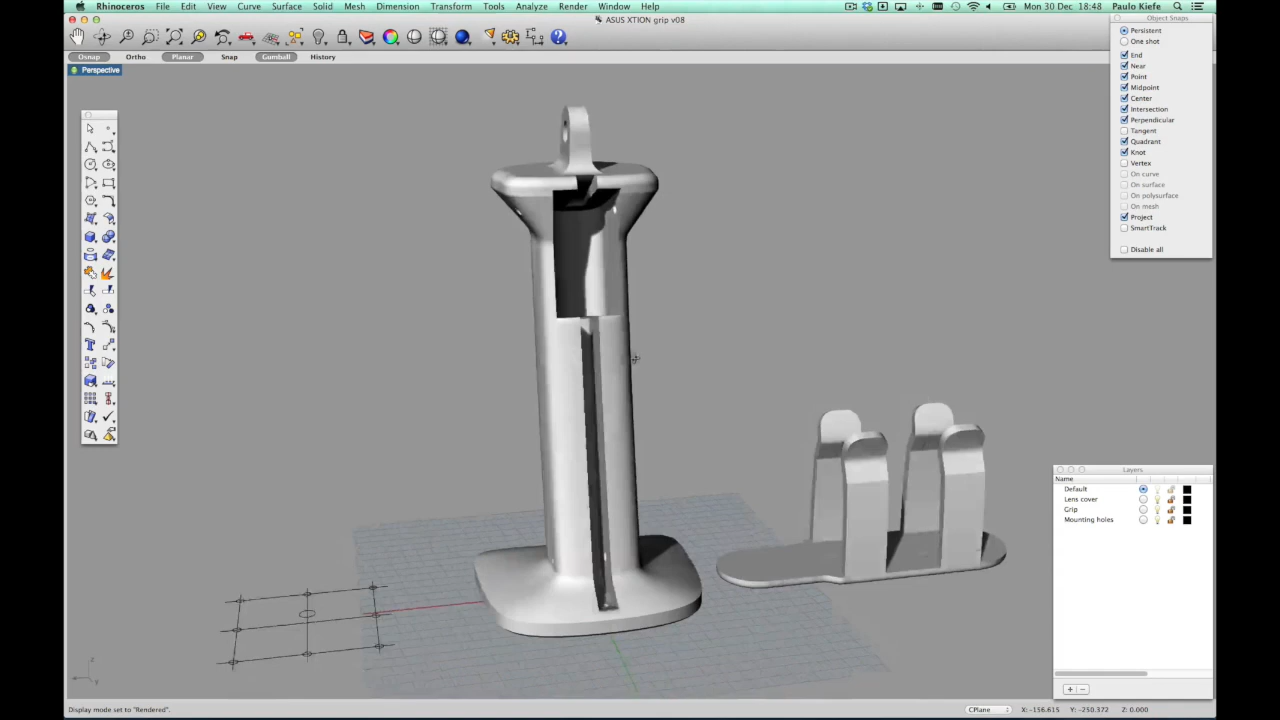 Rhinoceros File Edit View Curve Surface Solid Mesh Dimension Transform Tools Analyze Render Window Help Mon 30 Dec 18:48 Paulo Kiefe
ASUS XTION grip v08
Osnap Ortho Planar Snap Gumball History
Perspective
Object Snaps
Persistent
One shot
End
Near
Point
Midpoint
Center
Intersection
Perpendicular
Tangent
Quadrant
Knot
Vertex
On curve
On surface
On polysurface
On mesh
Project
SmartTrack
Disable all
Layers
Name
Default
Lens cover
Grip
Mounting holes
z
y
Display mode set to "Rendered". CPlane X: -156.615 Y: -250.372 Z: 0.000